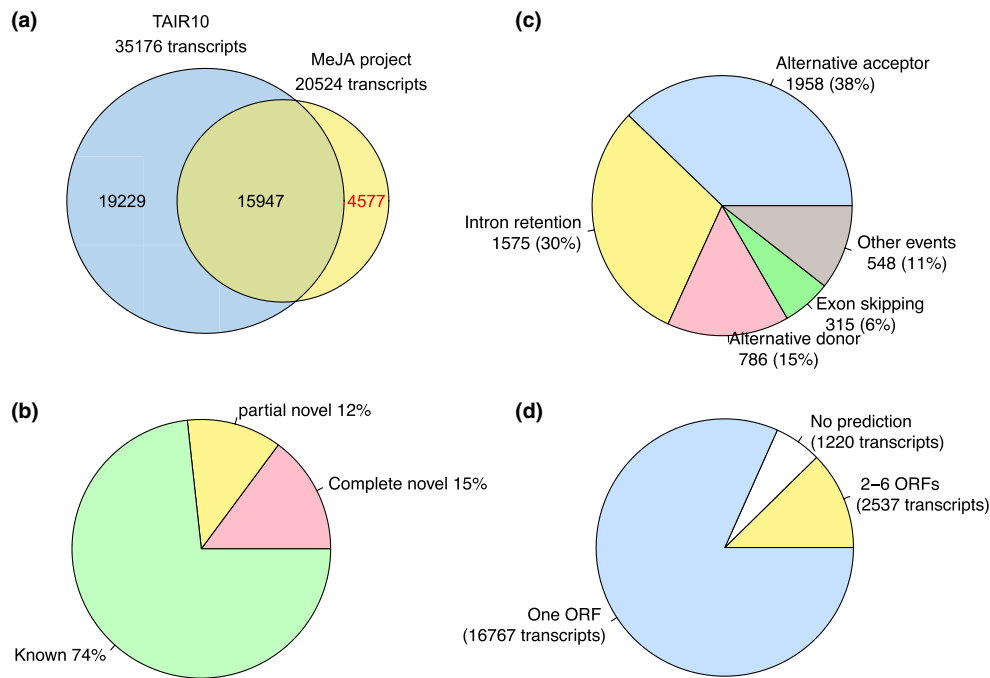 (a)
TAIR10
35176 transcripts
MeJA project
20524 transcripts
19229
15947
4577
(b)
partial novel 12%
Complete novel 15%
Known 74%
(c)
Alternative acceptor
1958 (38%)
Intron retention
1575 (30%)
Other events
548 (11%)
Exon skipping
315 (6%)
Alternative donor
786 (15%)
(d)
No prediction
(1220 transcripts)
2−6 ORFs
(2537 transcripts)
One ORF
(16767 transcripts)